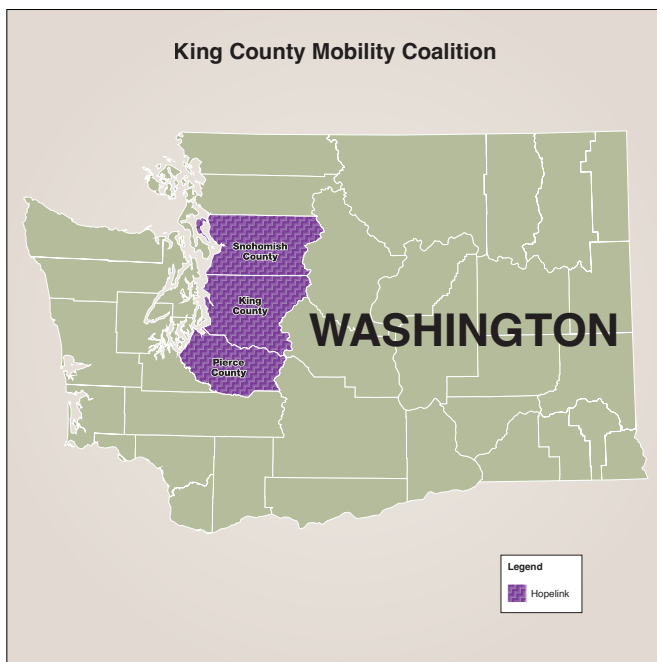 King County Mobility Coalition
Snohomish
County
King
County
WASHINGTON
Pierce
County
Legend
Hopelink